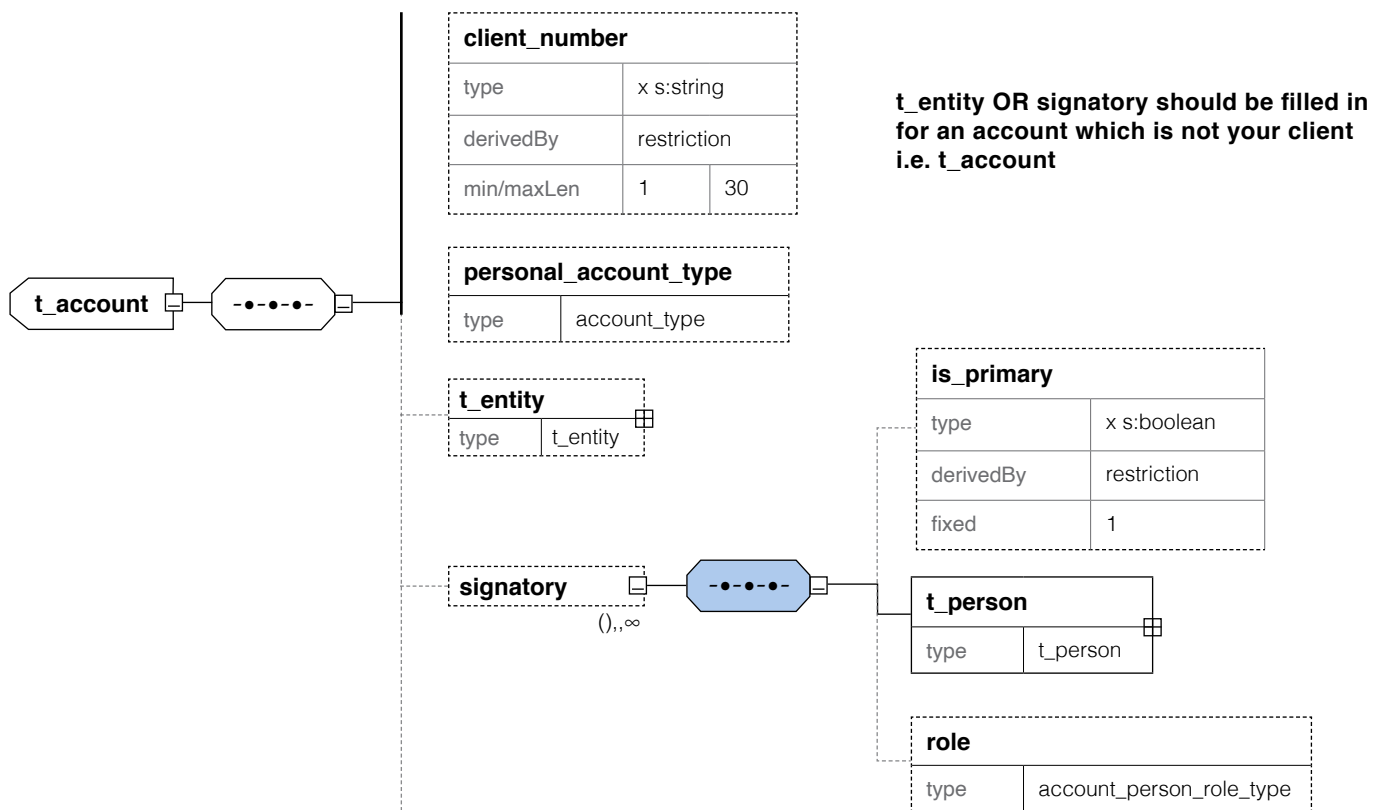 client_number
type x s:string
derivedBy restriction
min/maxLen 1 30
t_entity OR signatory should be filled in
for an account which is not your client
i.e. t_account
personal_account_type
type account_type
t_account
t_entity
type t_entity
is_primary
type x s:boolean
derivedBy restriction
fixed 1
signatory
(),,∞
t_person
type t_person
role
type account_person_role_type